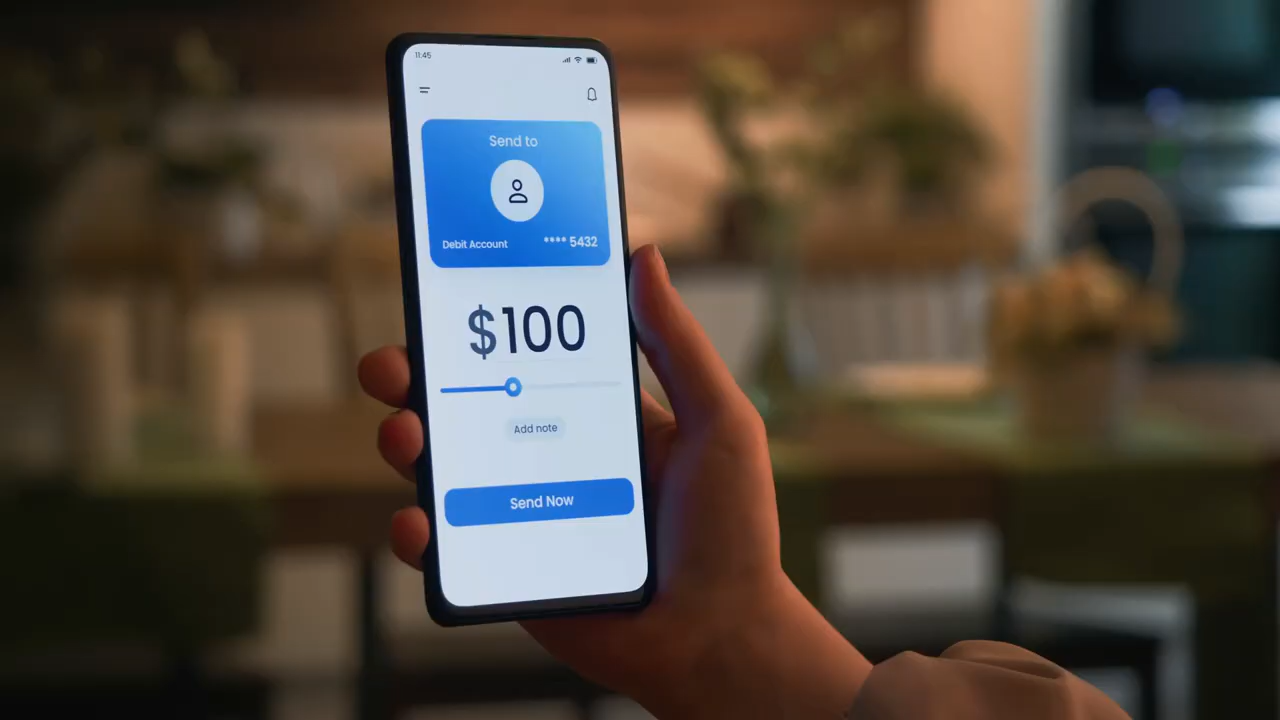 11:45
Send to
Debit Account **** 5432
$100
Add note
Send Now